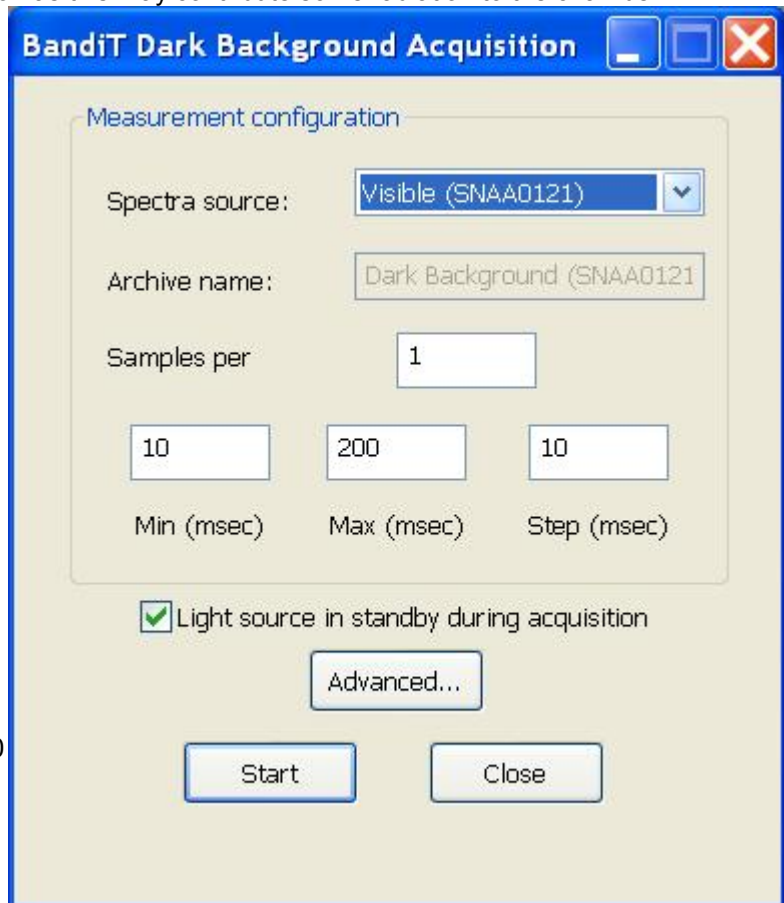 BandiT Dark Background Acquisition
Measurement configuration
Spectra source:
Visible (SNAA0121)
Archive name:
Dark Background (SNAA0121
Samples per
1
10 200 10
Min (msec) Max (msec) Step (msec)
Light source in standby during acquisition
Advanced...
)
Start Close